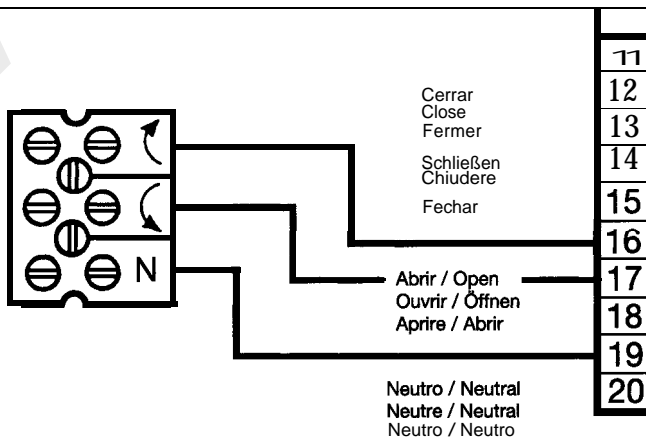 11
12
13
14
15
16
17
18
19
20
Cerrar
Close
Fermer
Schließen
Chiudere
Fechar
Abrir / Open
Ouvrir / Öffnen
Aprire / Abrir
N
Neutro / Neutral
Neutre / Neutral
Neutro / Neutro